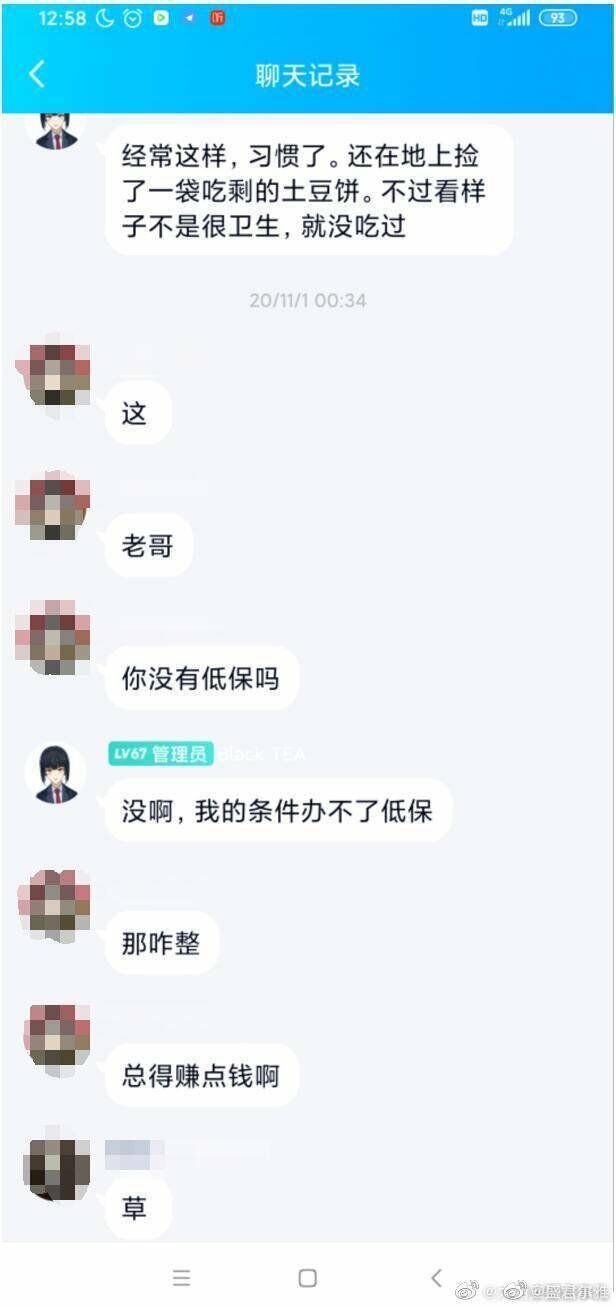 12:58
HD 4G 93
聊天记录
经常这样，习惯了。还在地上捡
了一袋吃剩的土豆饼。不过看样
子不是很卫生，就没吃过
20/11/1 00:34
这
老哥
你没有低保吗
LV67 管理员 Black TEA
没啊，我的条件办不了低保
那咋整
总得赚点钱啊
草